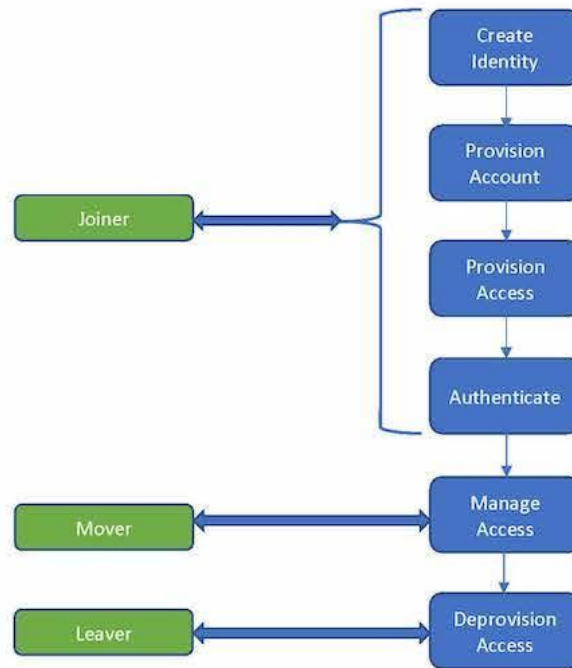 Create
Identity
Provision
Account
Joiner
Provision
Access
Authenticate
Manage
Access
Mover
Deprovision
Access
Leaver